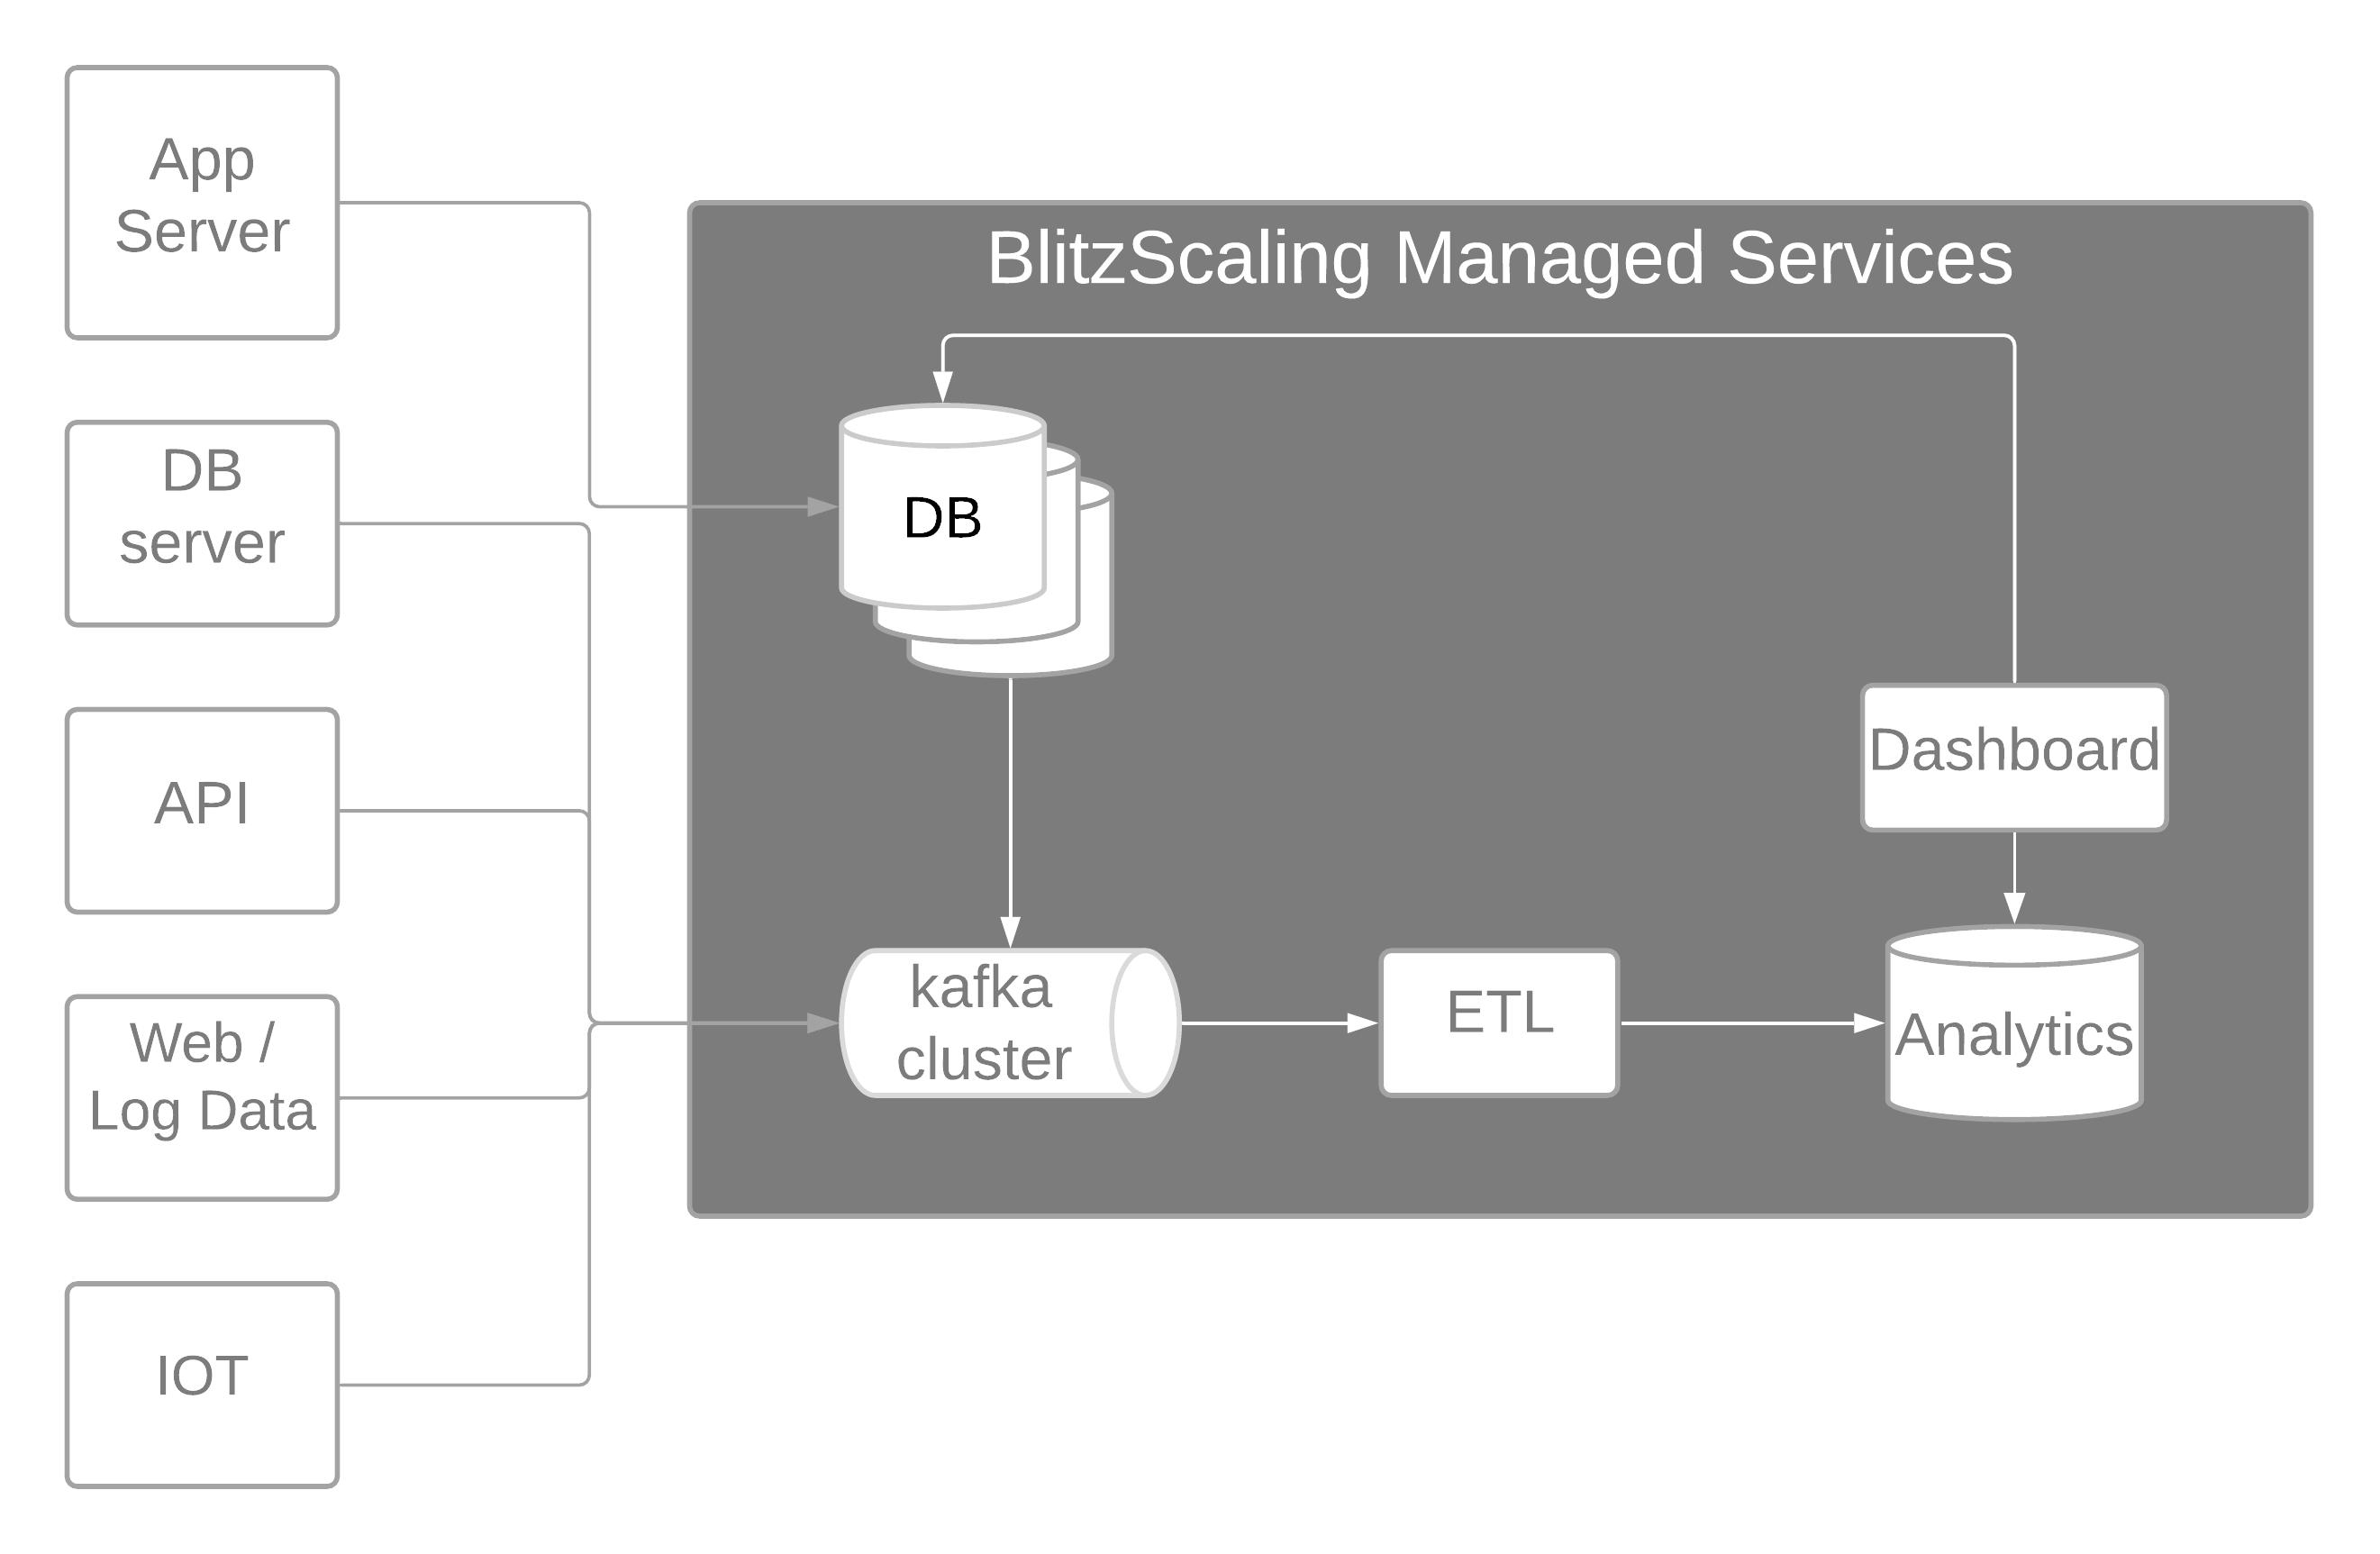 App
Server
BlitzScaling Managed Services
DB
server
DB
Dashboard
API
kafka
cluster
ETL
Analytics
Web /
Log Data
IOT